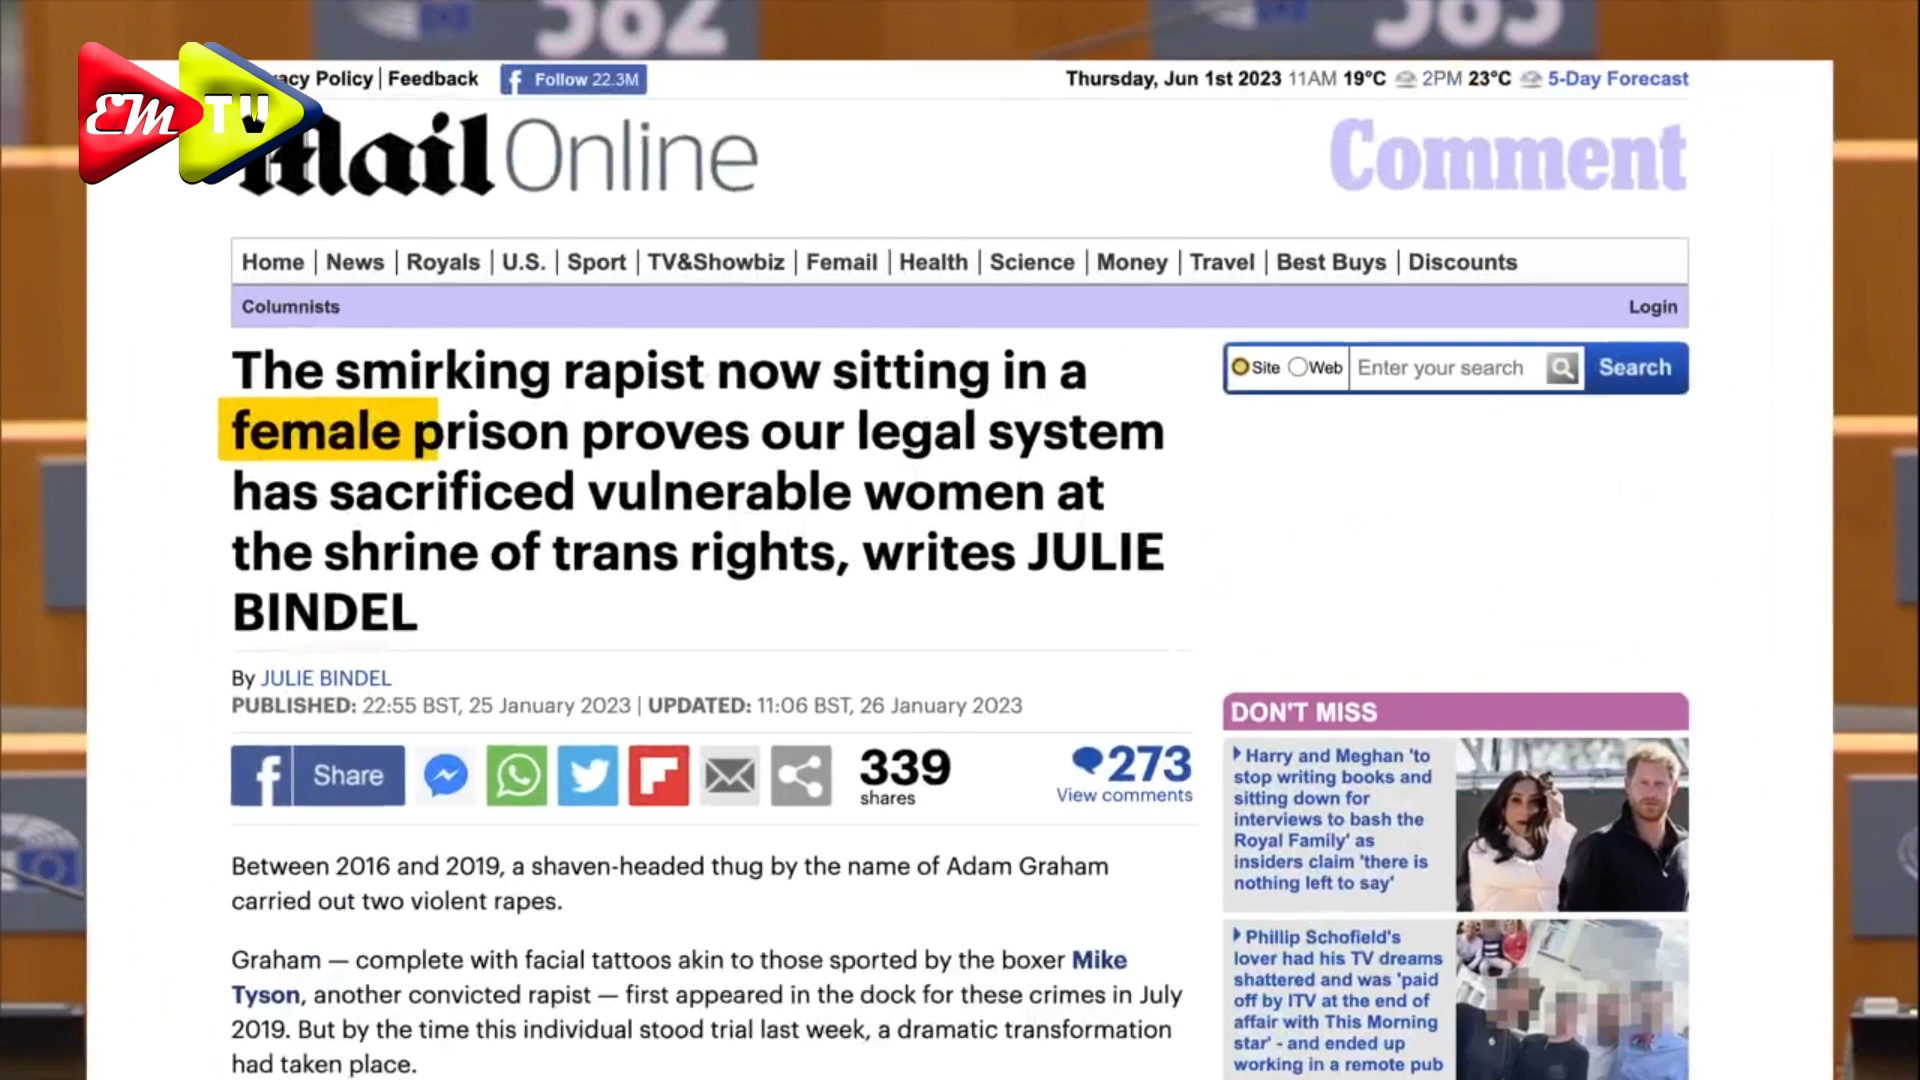 382
383
EM TV
acy Policy | Feedback
Follow 22.3M
Thursday, Jun 1st 2023 11AM 19°C 2PM 23°C 5-Day Forecast
Mail Online
Comment
Home | News | Royals | U.S. | Sport | TV&Showbiz | Femail | Health | Science | Money | Travel | Best Buys | Discounts
Columnists
Login
The smirking rapist now sitting in a
female prison proves our legal system
has sacrificed vulnerable women at
the shrine of trans rights, writes JULIE
BINDEL
Site Web Enter your search Search
By JULIE BINDEL
PUBLISHED: 22:55 BST, 25 January 2023 | UPDATED: 11:06 BST, 26 January 2023
Share
339
shares
273
View comments
Between 2016 and 2019, a shaven-headed thug by the name of Adam Graham
carried out two violent rapes.
Graham — complete with facial tattoos akin to those sported by the boxer Mike
Tyson, another convicted rapist — first appeared in the dock for these crimes in July
2019. But by the time this individual stood trial last week, a dramatic transformation
had taken place.
DON'T MISS
Harry and Meghan 'to
stop writing books and
sitting down for
interviews to bash the
Royal Family' as
insiders claim 'there is
nothing left to say'
Phillip Schofield's
lover had his TV dreams
shattered and was 'paid
off by ITV at the end of
affair with This Morning
star' - and ended up
working in a remote pub